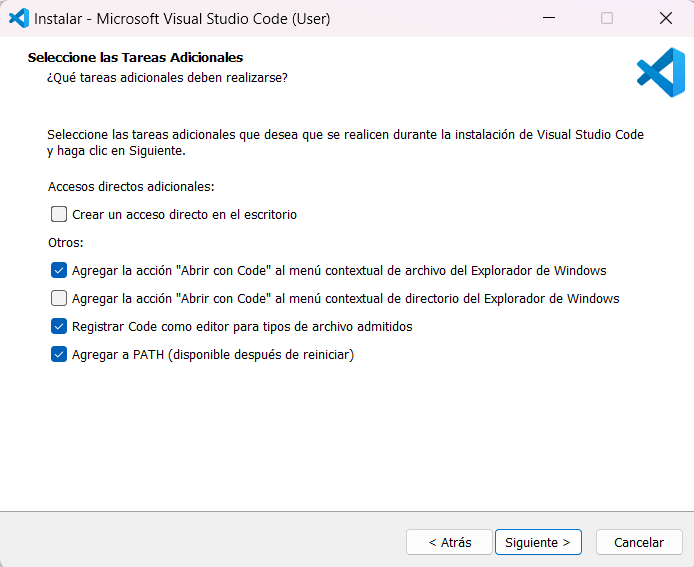 Instalar - Microsoft Visual Studio Code (User)
Seleccione las Tareas Adicionales
¿Qué tareas adicionales deben realizarse?
Seleccione las tareas adicionales que desea que se realicen durante la instalación de Visual Studio Code
y haga clic en Siguiente.
Accesos directos adicionales:
Crear un acceso directo en el escritorio
Otros:
Agregar la acción "Abrir con Code" al menú contextual de archivo del Explorador de Windows
Agregar la acción "Abrir con Code" al menú contextual de directorio del Explorador de Windows
Registrar Code como editor para tipos de archivo admitidos
Agregar a PATH (disponible después de reiniciar)
< Atrás Siguiente > Cancelar